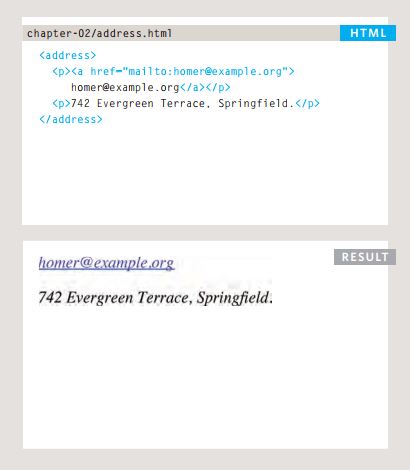 chapter-02/address.html
HTML
<address>
<p><a href="mailto:homer@example.org">
homer@example.org</a></p>
<p>742 Evergreen Terrace, Springfield.</p>
</address>
RESULT
homer@example.org
742 Evergreen Terrace, Springfield.